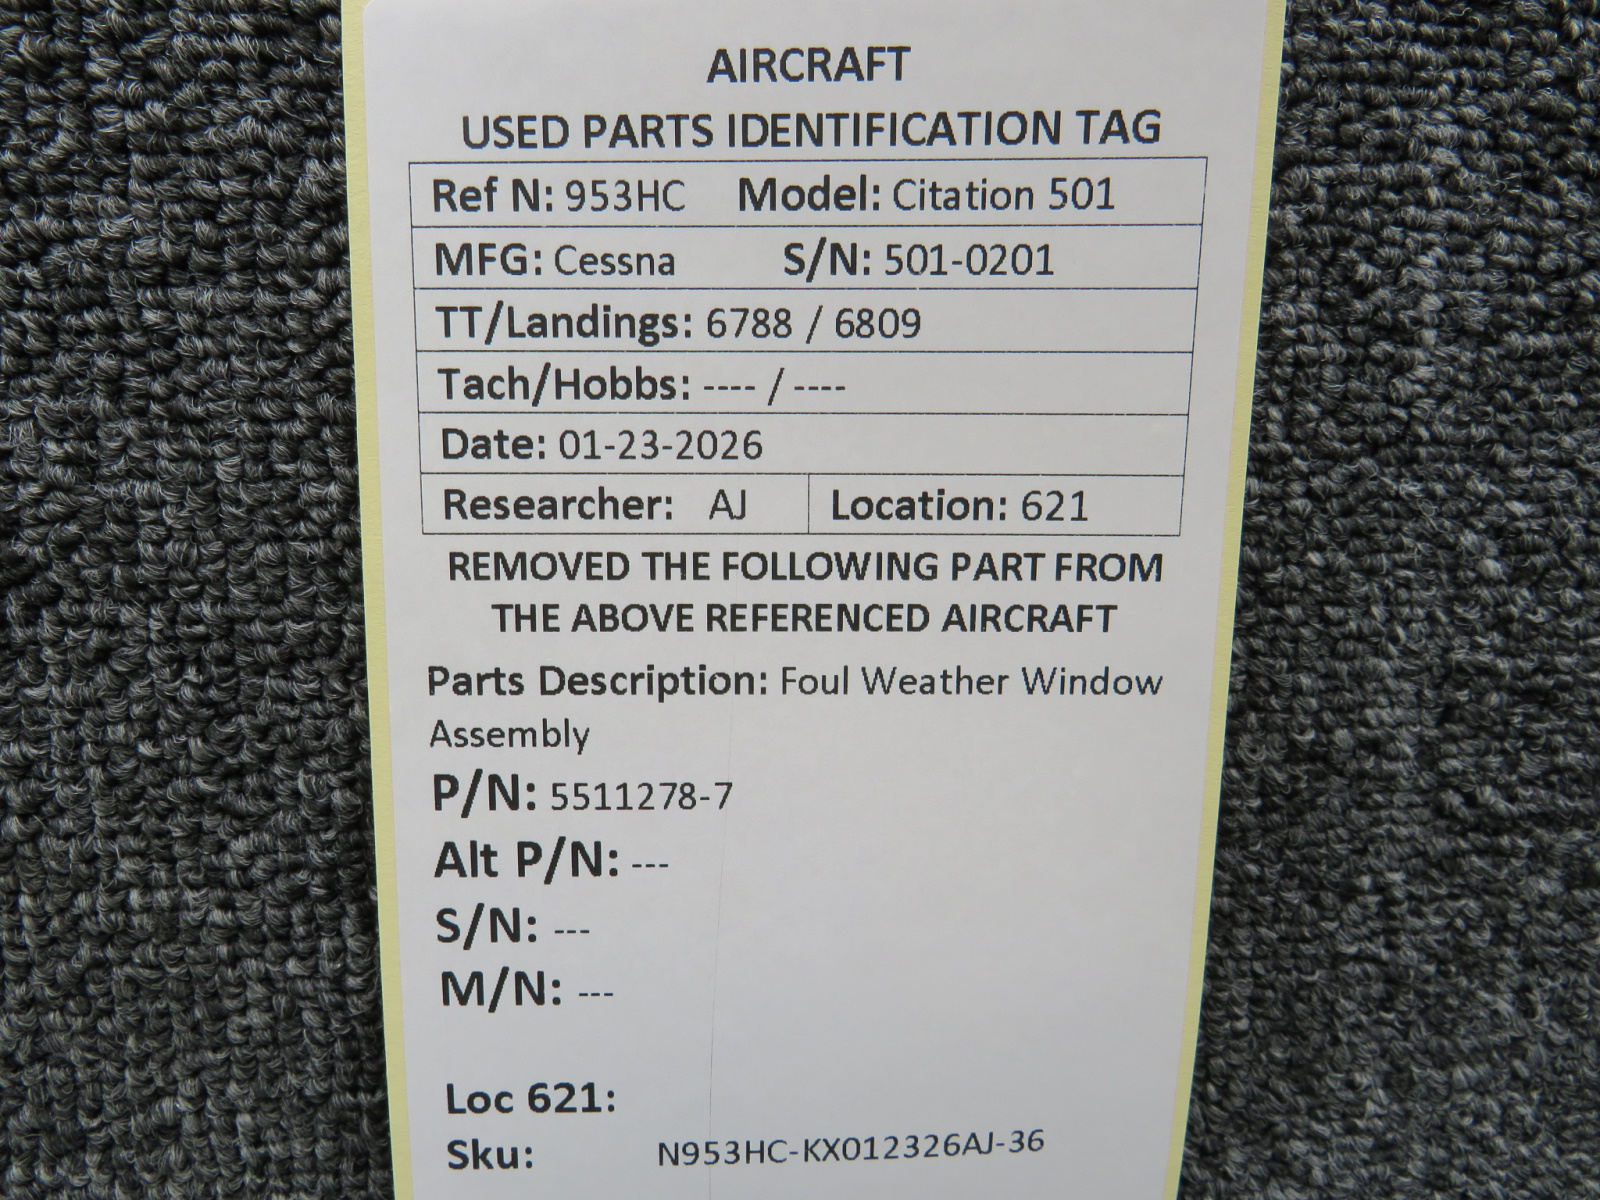 AIRCRAFT
USED PARTS IDENTIFICATION TAG
Ref N: 953HC Model: Citation 501
MFG: Cessna S/N: 501-0201
TT/Landings: 6788 / 6809
Tach/Hobbs: ---- / ----
Date: 01-23-2026
Researcher: AJ Location: 621
REMOVED THE FOLLOWING PART FROM
THE ABOVE REFERENCED AIRCRAFT
Parts Description: Foul Weather Window
Assembly
P/N: 5511278-7
Alt P/N: ---
S/N: ---
M/N: ---
Loc 621:
Sku: N953HC-KX012326AJ-36